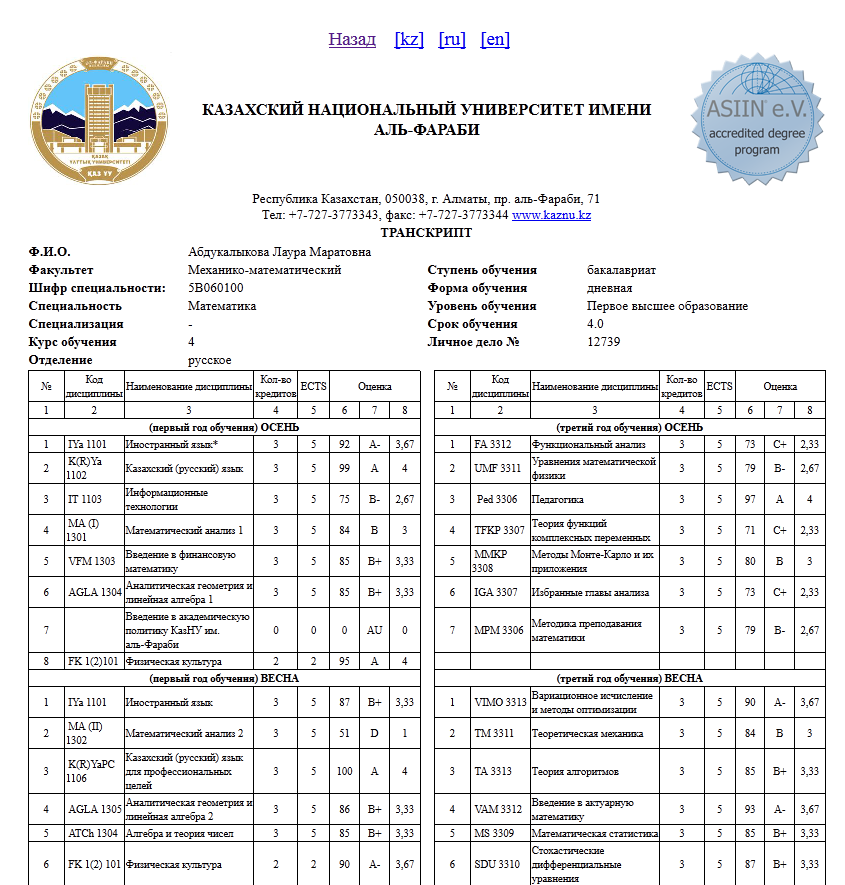 Назад [kz] [ru] [en]
АЛЬ-ФАРАБИ
ҚАЗАҚ
ҰЛТТЫҚ УНИВЕРСИТЕТІ
ҚАЗ ҰУ
КАЗАХСКИЙ НАЦИОНАЛЬНЫЙ УНИВЕРСИТЕТ ИМЕНИ
АЛЬ-ФАРАБИ
ASIIN e.V.
accredited degree
program
Республика Казахстан, 050038, г. Алматы, пр. аль-Фараби, 71
Тел: +7-727-3773343, факс: +7-727-3773344 www.kaznu.kz
ТРАНСКРИПТ
Ф.И.О. Абдукалыкова Лаура Маратовна
Факультет Механико-математический Ступень обучения бакалавриат
Шифр специальности: 5B060100 Форма обучения дневная
Специальность Математика Уровень обучения Первое высшее образование
Специализация - Срок обучения 4.0
Курс обучения 4 Личное дело № 12739
Отделение русское
№ Код дисциплины Наименование дисциплины Кол-во кредитов ECTS Оценка
1 2 3 4 5 6 7 8
(первый год обучения) ОСЕНЬ
1 IYa 1101 Иностранный язык* 3 5 92 A- 3,67
2 K(R)Ya 1102 Казахский (русский) язык 3 5 99 A 4
3 IT 1103 Информационные технологии 3 5 75 B- 2,67
4 MA (I) 1301 Математический анализ 1 3 5 84 B 3
5 VFM 1303 Введение в финансовую математику 3 5 85 B+ 3,33
6 AGLA 1304 Аналитическая геометрия и линейная алгебра 1 3 5 85 B+ 3,33
7 Введение в академическую политику КазНУ им. аль-Фараби 0 0 0 AU 0
8 FK 1(2)101 Физическая культура 2 2 95 A 4
(первый год обучения) ВЕСНА
1 IYa 1101 Иностранный язык 3 5 87 B+ 3,33
2 MA (II) 1302 Математический анализ 2 3 5 51 D 1
3 K(R)YaPC 1106 Казахский (русский) язык для профессиональных целей 3 5 100 A 4
4 AGLA 1305 Аналитическая геометрия и линейная алгебра 2 3 5 86 B+ 3,33
5 ATCh 1304 Алгебра и теория чисел 3 5 85 B+ 3,33
6 FK 1(2) 101 Физическая культура 2 2 90 A- 3,67
№ Код дисциплины Наименование дисциплины Кол-во кредитов ECTS Оценка
1 2 3 4 5 6 7 8
(третий год обучения) ОСЕНЬ
1 FA 3312 Функциональный анализ 3 5 73 C+ 2,33
2 UMF 3311 Уравнения математической физики 3 5 79 B- 2,67
3 Ped 3306 Педагогика 3 5 97 A 4
4 TFKP 3307 Теория функций комплексных переменных 3 5 71 C+ 2,33
5 MMKP 3308 Методы Монте-Карло и их приложения 3 5 80 B 3
6 IGA 3307 Избранные главы анализа 3 5 73 C+ 2,33
7 MPM 3306 Методика преподавания математики 3 5 79 B- 2,67
(третий год обучения) ВЕСНА
1 VIMO 3313 Вариационное исчисление и методы оптимизации 3 5 90 A- 3,67
2 TM 3311 Теоретическая механика 3 5 84 B 3
3 TA 3313 Теория алгоритмов 3 5 85 B+ 3,33
4 VAM 3312 Введение в актуарную математику 3 5 93 A- 3,67
5 MS 3309 Математическая статистика 3 5 85 B+ 3,33
6 SDU 3310 Стохастические дифференциальные уравнения 3 5 87 B+ 3,33